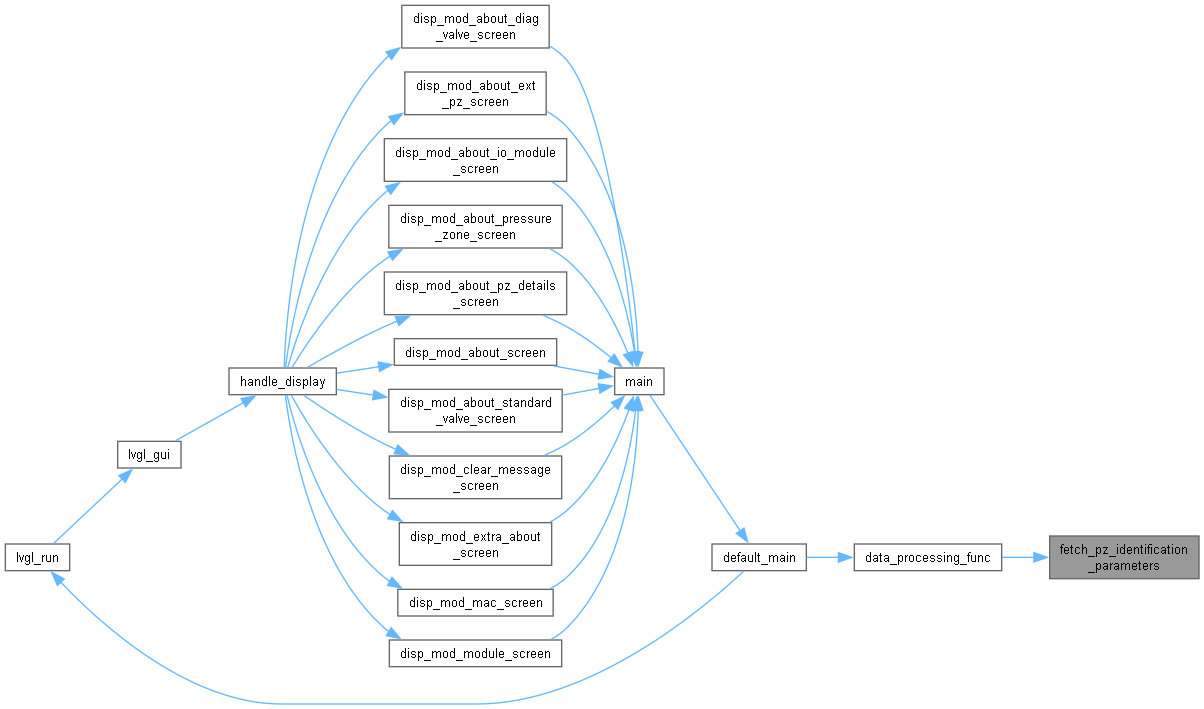 disp_mod_about_diag
_valve_screen
disp_mod_about_ext
_pz_screen
disp_mod_about_io_module
_screen
disp_mod_about_pressure
_zone_screen
disp_mod_about_pz_details
_screen
disp_mod_about_screen
handle_display
main
disp_mod_about_standard
_valve_screen
lvgl_gui
disp_mod_clear_message
_screen
disp_mod_extra_about
_screen
lvgl_run
default_main
data_processing_func
fetch_pz_identification
_parameters
disp_mod_mac_screen
disp_mod_module_screen